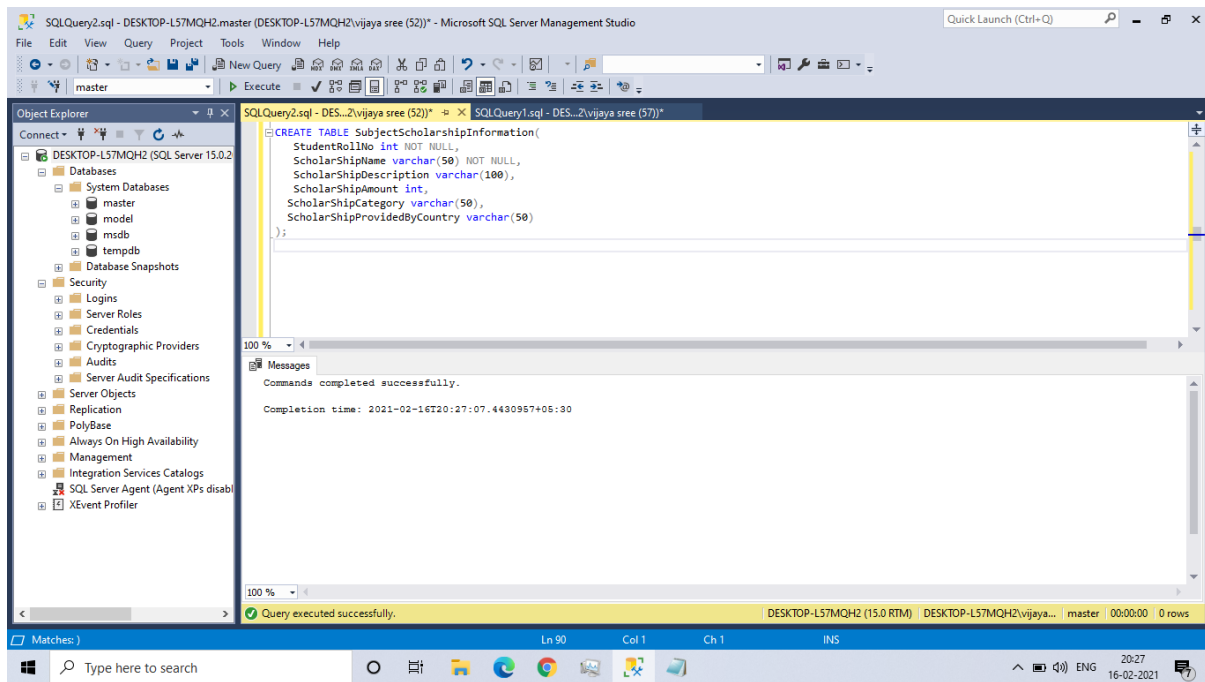 SQLQuery2.sql - DESKTOP-L57MQH2.master (DESKTOP-L57MQH2\vijaya sree (52))* - Microsoft SQL Server Management Studio
Quick Launch (Ctrl+Q)
File Edit View Query Project Tools Window Help
New Query
master
Execute
Object Explorer
SQLQuery2.sql - DES...2\vijaya sree (52))*
SQLQuery1.sql - DES...2\vijaya sree (57))*
Connect
DESKTOP-L57MQH2 (SQL Server 15.0.2
Databases
System Databases
master
model
msdb
tempdb
Database Snapshots
Security
Logins
Server Roles
Credentials
Cryptographic Providers
Audits
Server Audit Specifications
Server Objects
Replication
PolyBase
Always On High Availability
Management
Integration Services Catalogs
SQL Server Agent (Agent XPs disabl
XEvent Profiler
CREATE TABLE SubjectScholarshipInformation(
StudentRollNo int NOT NULL,
ScholarShipName varchar(50) NOT NULL,
ScholarShipDescription varchar(100),
ScholarShipAmount int,
ScholarShipCategory varchar(50),
ScholarShipProvidedByCountry varchar(50)
);
100 %
Messages
Commands completed successfully.
Completion time: 2021-02-16T20:27:07.4430957+05:30
100 %
Query executed successfully.
DESKTOP-L57MQH2 (15.0 RTM)
DESKTOP-L57MQH2\vijaya...
master
00:00:00
0 rows
Matches: )
Ln 90
Col 1
Ch 1
INS
Type here to search
ENG
20:27
16-02-2021
7